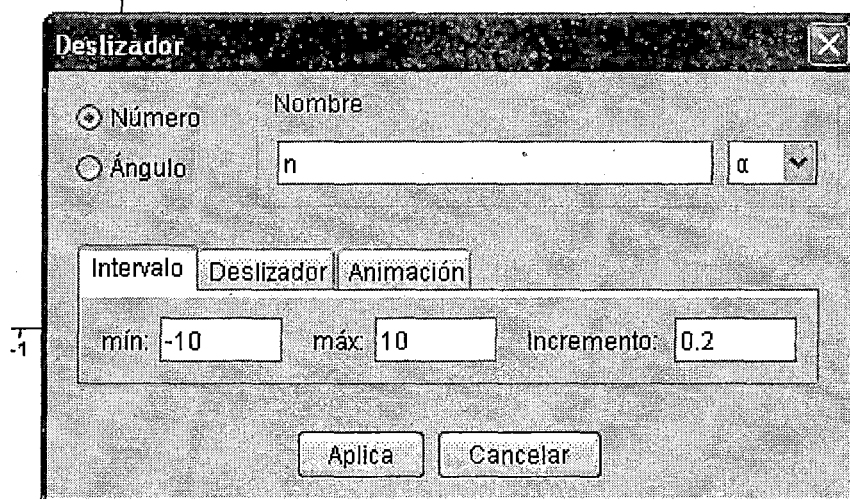 Deslizador
Número
Nombre
Ángulo
n
α
Intervalo
Deslizador
Animación
mín: -10
máx: 10
Incremento: 0.2
-1
Aplica
Cancelar